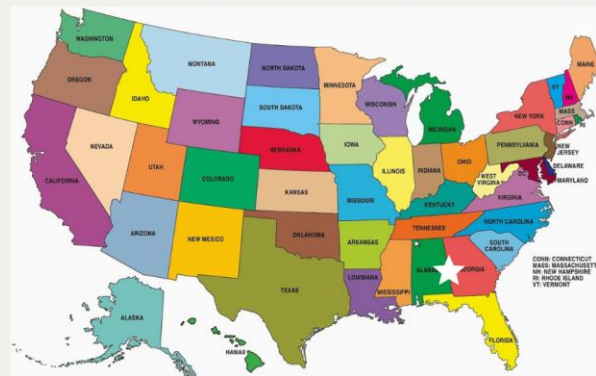 WASHINGTON
OREGON
CALIFORNIA
NEVADA
IDAHO
MONTANA
WYOMING
UTAH
COLORADO
ARIZONA
NEW MEXICO
NORTH DAKOTA
SOUTH DAKOTA
NEBRASKA
KANSAS
OKLAHOMA
TEXAS
MINNESOTA
IOWA
MISSOURI
ARKANSAS
LOUISIANA
WISCONSIN
ILLINOIS
MICHIGAN
INDIANA
OHIO
KENTUCKY
TENNESSEE
MISSISSIPPI
ALABA
GEORGIA
FLORIDA
SOUTH
CAROLINA
NORTH CAROLINA
VIRGINIA
WEST
VIRGINIA
DC
MARYLAND
DELAWARE
NEW
JERSEY
PENNSYLVANIA
NEW YORK
CONN
RI
MASS
VT
NH
MAINE
ALASKA
CONN: CONNECTICUT
MASS: MASSACHUSETT
NH: NEW HAMPSHIRE
RI: RHODE ISLAND
VT: VERMONT